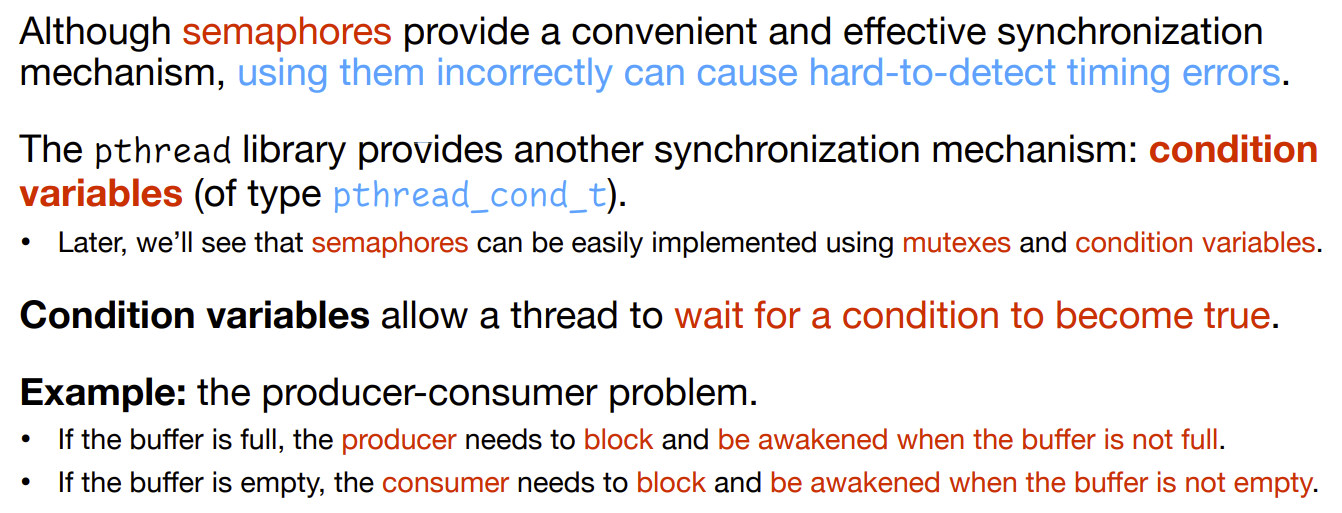 Although semaphores provide a convenient and effective synchronization
mechanism, using them incorrectly can cause hard-to-detect timing errors.
The pthread library provides another synchronization mechanism: condition
variables (of type pthread_cond_t).
• Later, we’ll see that semaphores can be easily implemented using mutexes and condition variables.
Condition variables allow a thread to wait for a condition to become true.
Example: the producer-consumer problem.
• If the buffer is full, the producer needs to block and be awakened when the buffer is not full.
• If the buffer is empty, the consumer needs to block and be awakened when the buffer is not empty.